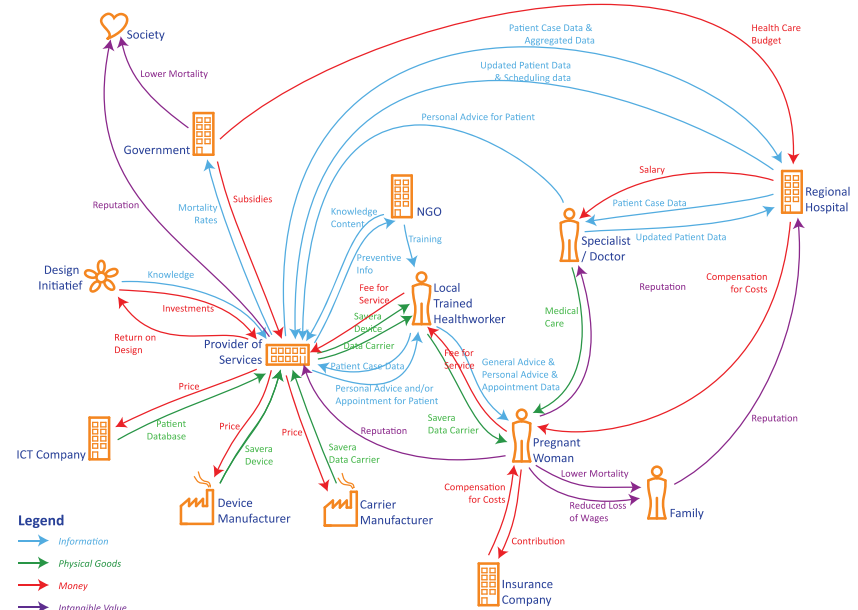 Society
Lower Mortality
Government
Patient Case Data &
Aggregated Data
Health Care
Budget
Updated Patient Data
& Scheduling data
Personal Advice for Patient
Salary
Regional
Hospital
Patient Case Data
Updated Patient Data
Specialist
/ Doctor
Reputation
Mortality
Rates
Subsidies
Knowledge
Content
NGO
Training
Preventive
Info
Design
Initiatief
Knowledge
Investments
Return on
Design
Provider of
Services
Fee for
Service
Savera
Device
Data Carrier
Local
Trained
Healthworker
Patient Case Data
Personal Advice and/or
Appointment for Patient
Fee for
Service
General Advice &
Personal Advice &
Appointment Data
Medical
Care
Reputation
Compensation
for Costs
Price
Patient
Database
ICT Company
Price
Savera
Device
Price
Savera
Data Carrier
Reputation
Savera
Data Carrier
Pregnant
Woman
Reputation
Lower Mortality
Reduced Loss
of Wages
Family
Device
Manufacturer
Carrier
Manufacturer
Compensation
for Costs
Contribution
Insurance
Company
Legend
Information
Physical Goods
Money
Intangible Value